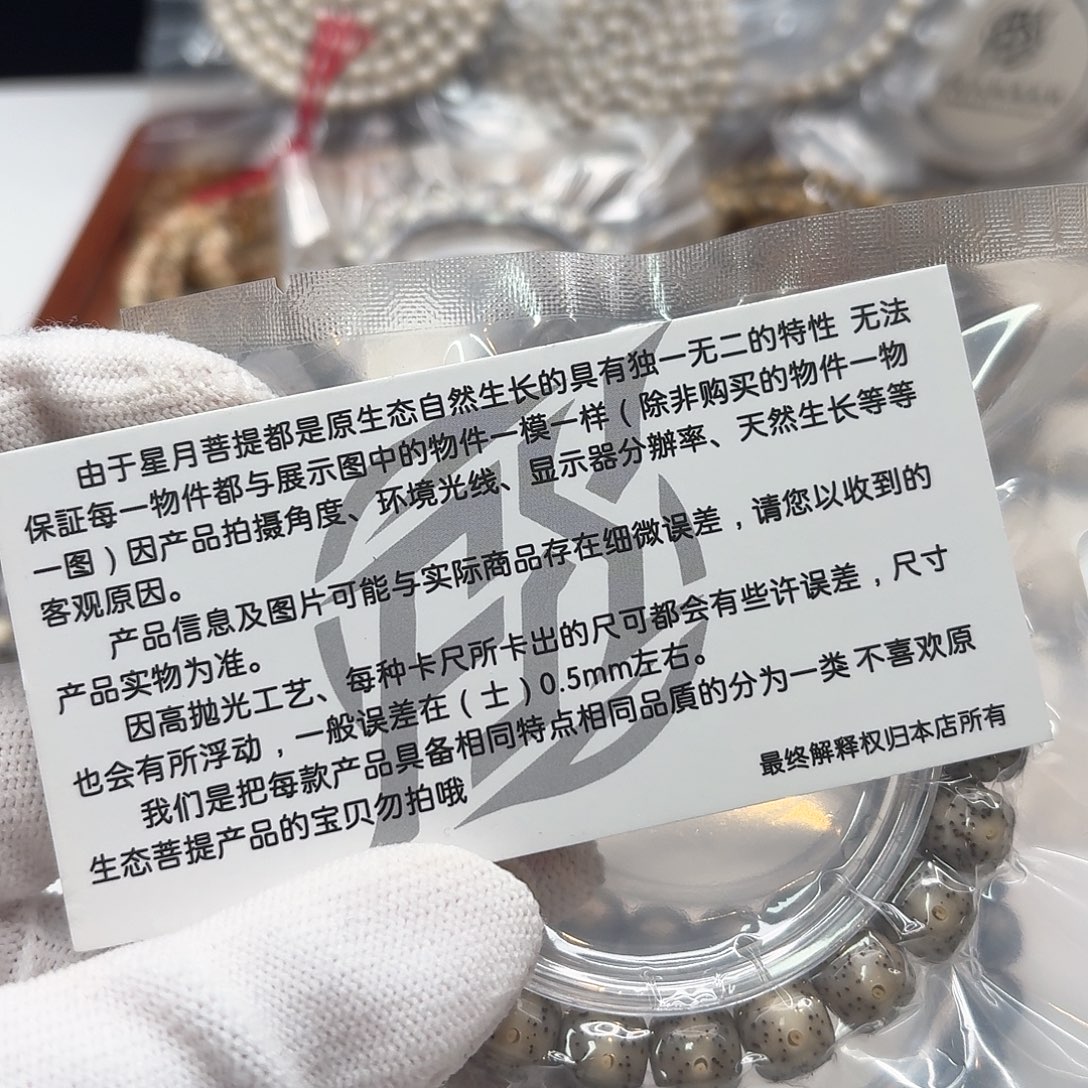 由于星月菩提都是原生态自然生长的具有独一无二的特性 无法
保証每一物件都与展示图中的物件一模一样（除非购买的物件一物
一图）因产品拍摄角度、环境光线、显示器分辦率、天然生长等等
客观原因。
产品信息及图片可能与实际商品存在细微误差，请您以收到的
产品实物为准。
因高抛光工艺、每种卡尺所卡出的尺可都会有些许误差，尺寸
也会有所浮动，一般误差在（士）0.5mm左右。
我们是把每款产品具备相同特点相同品質的分为一类 不喜欢原
生态菩提产品的宝贝勿拍哦
最终解释权归本店所有